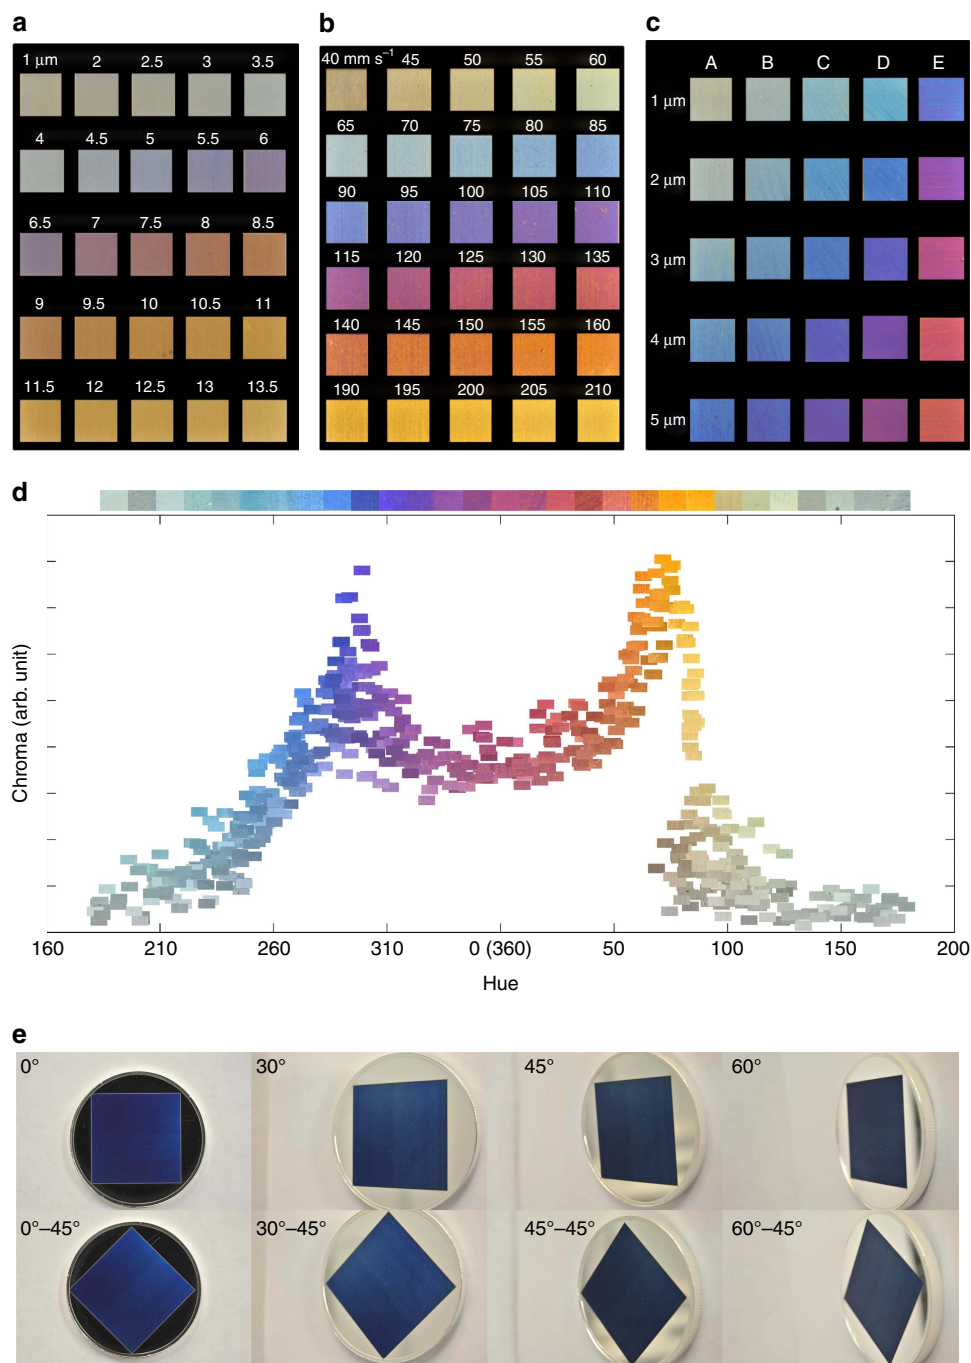 a
1 μm 2 2.5 3 3.5
4 4.5 5 5.5 6
6.5 7 7.5 8 8.5
9 9.5 10 10.5 11
11.5 12 12.5 13 13.5
b
40 mm s⁻¹ 45 50 55 60
65 70 75 80 85
90 95 100 105 110
115 120 125 130 135
140 145 150 155 160
190 195 200 205 210
c
A B C D E
1 μm
2 μm
3 μm
4 μm
5 μm
d
Chroma (arb. unit)
160 210 260 310 0 (360) 50 100 150 200
Hue
e
0° 30° 45° 60°
0°–45° 30°–45° 45°–45° 60°–45°